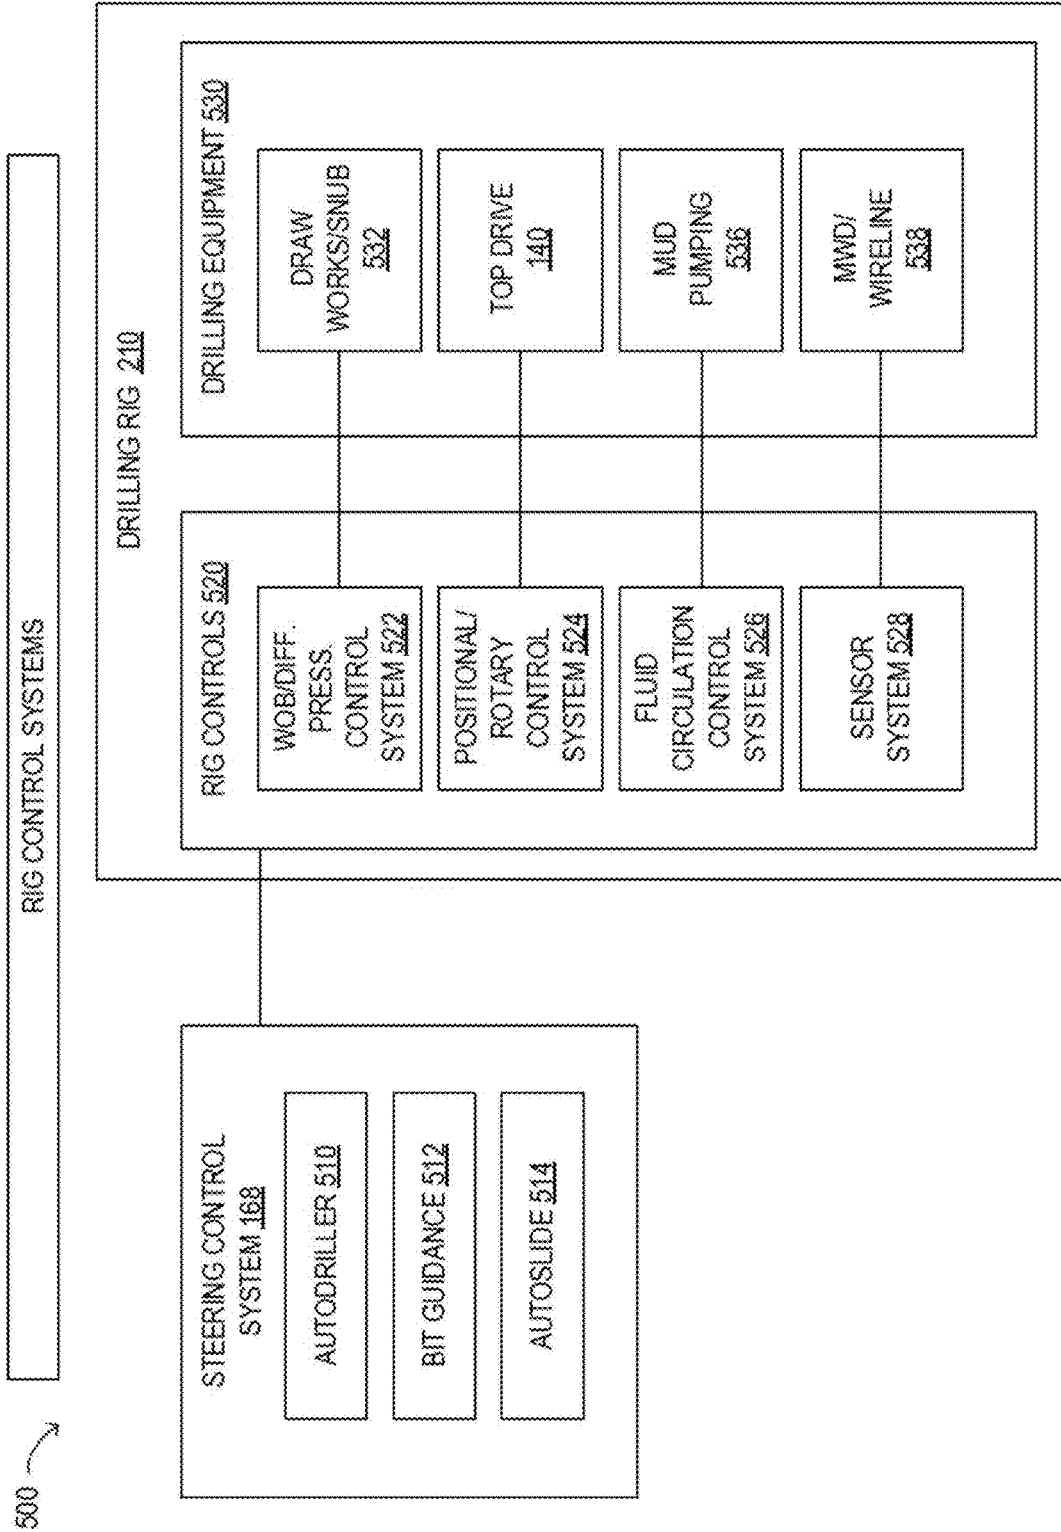 500
RIG CONTROL SYSTEMS
STEERING CONTROL
SYSTEM 168
AUTODRILLER 510
BIT GUIDANCE 512
AUTOSLIDE 514
DRILLING RIG 210
RIG CONTROLS 520
WOB/DIFF.
PRESS.
CONTROL
SYSTEM 522
POSITIONAL/
ROTARY
CONTROL
SYSTEM 524
FLUID
CIRCULATION
CONTROL
SYSTEM 526
SENSOR
SYSTEM 528
DRILLING EQUIPMENT 530
DRAW
WORKS/SNUB
532
TOP DRIVE
140
MUD
PUMPING
536
MWD/
WIRELINE
538